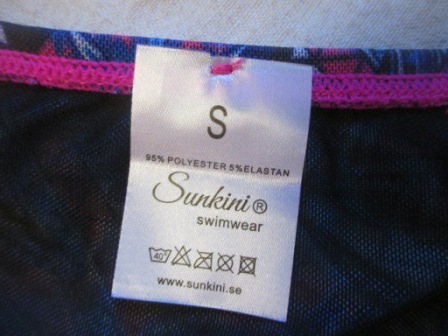 S
95% POLYESTER 5%ELASTAN
Sunkini®
swimwear
40°
www.sunkini.se